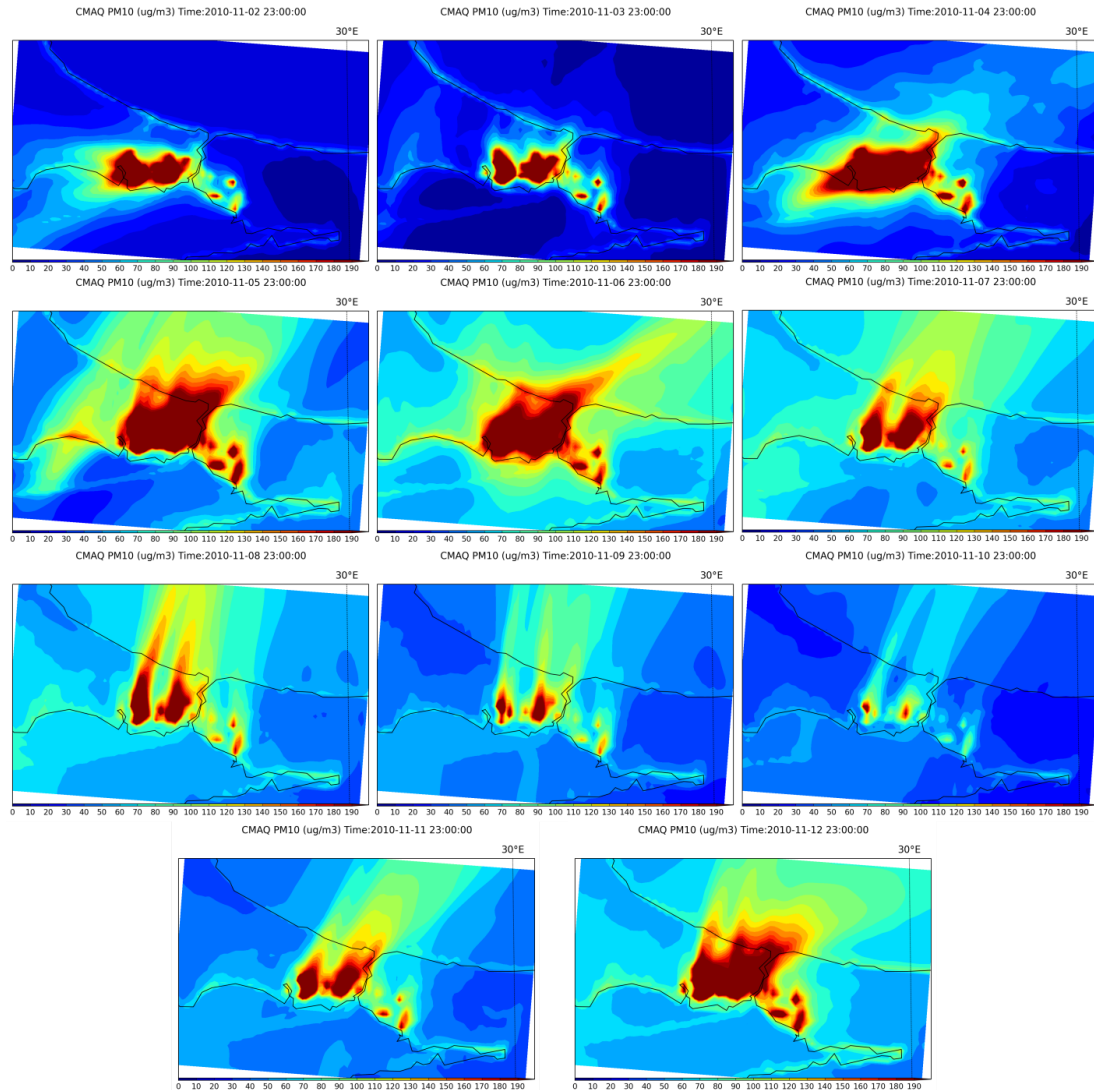 CMAQ PM10 (ug/m3) Time:2010-11-02 23:00:00
30°E
0 10 20 30 40 50 60 70 80 90 100 110 120 130 140 150 160 170 180 190
CMAQ PM10 (ug/m3) Time:2010-11-03 23:00:00
30°E
0 10 20 30 40 50 60 70 80 90 100 110 120 130 140 150 160 170 180 190
CMAQ PM10 (ug/m3) Time:2010-11-04 23:00:00
30°E
0 10 20 30 40 50 60 70 80 90 100 110 120 130 140 150 160 170 180 190
CMAQ PM10 (ug/m3) Time:2010-11-05 23:00:00
30°E
0 10 20 30 40 50 60 70 80 90 100 110 120 130 140 150 160 170 180 190
CMAQ PM10 (ug/m3) Time:2010-11-06 23:00:00
30°E
0 10 20 30 40 50 60 70 80 90 100 110 120 130 140 150 160 170 180 190
CMAQ PM10 (ug/m3) Time:2010-11-07 23:00:00
30°E
0 10 20 30 40 50 60 70 80 90 100 110 120 130 140 150 160 170 180 190
CMAQ PM10 (ug/m3) Time:2010-11-08 23:00:00
30°E
0 10 20 30 40 50 60 70 80 90 100 110 120 130 140 150 160 170 180 190
CMAQ PM10 (ug/m3) Time:2010-11-09 23:00:00
30°E
0 10 20 30 40 50 60 70 80 90 100 110 120 130 140 150 160 170 180 190
CMAQ PM10 (ug/m3) Time:2010-11-10 23:00:00
30°E
0 10 20 30 40 50 60 70 80 90 100 110 120 130 140 150 160 170 180 190
CMAQ PM10 (ug/m3) Time:2010-11-11 23:00:00
30°E
0 10 20 30 40 50 60 70 80 90 100 110 120 130 140 150 160 170 180 190
CMAQ PM10 (ug/m3) Time:2010-11-12 23:00:00
30°E
0 10 20 30 40 50 60 70 80 90 100 110 120 130 140 150 160 170 180 190